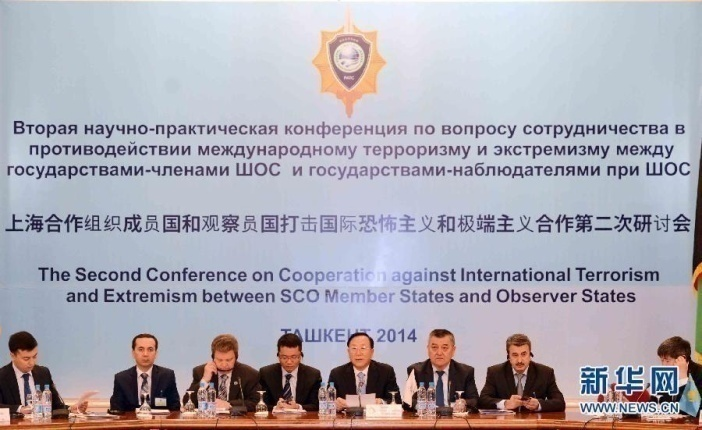 Вторая научно-практическая конференция по вопросу сотрудничества в
противодействии международному терроризму и экстремизму между
государствами-членами ШОС и государствами-наблюдателями при ШОС
上海合作组织成员国和观察员国打击国际恐怖主义和极端主义合作第二次研讨会
The Second Conference on Cooperation against International Terrorism
and Extremism between SCO Member States and Observer States
ТАШКЕНТ 2014
新华网
WWW.NEWS.CN